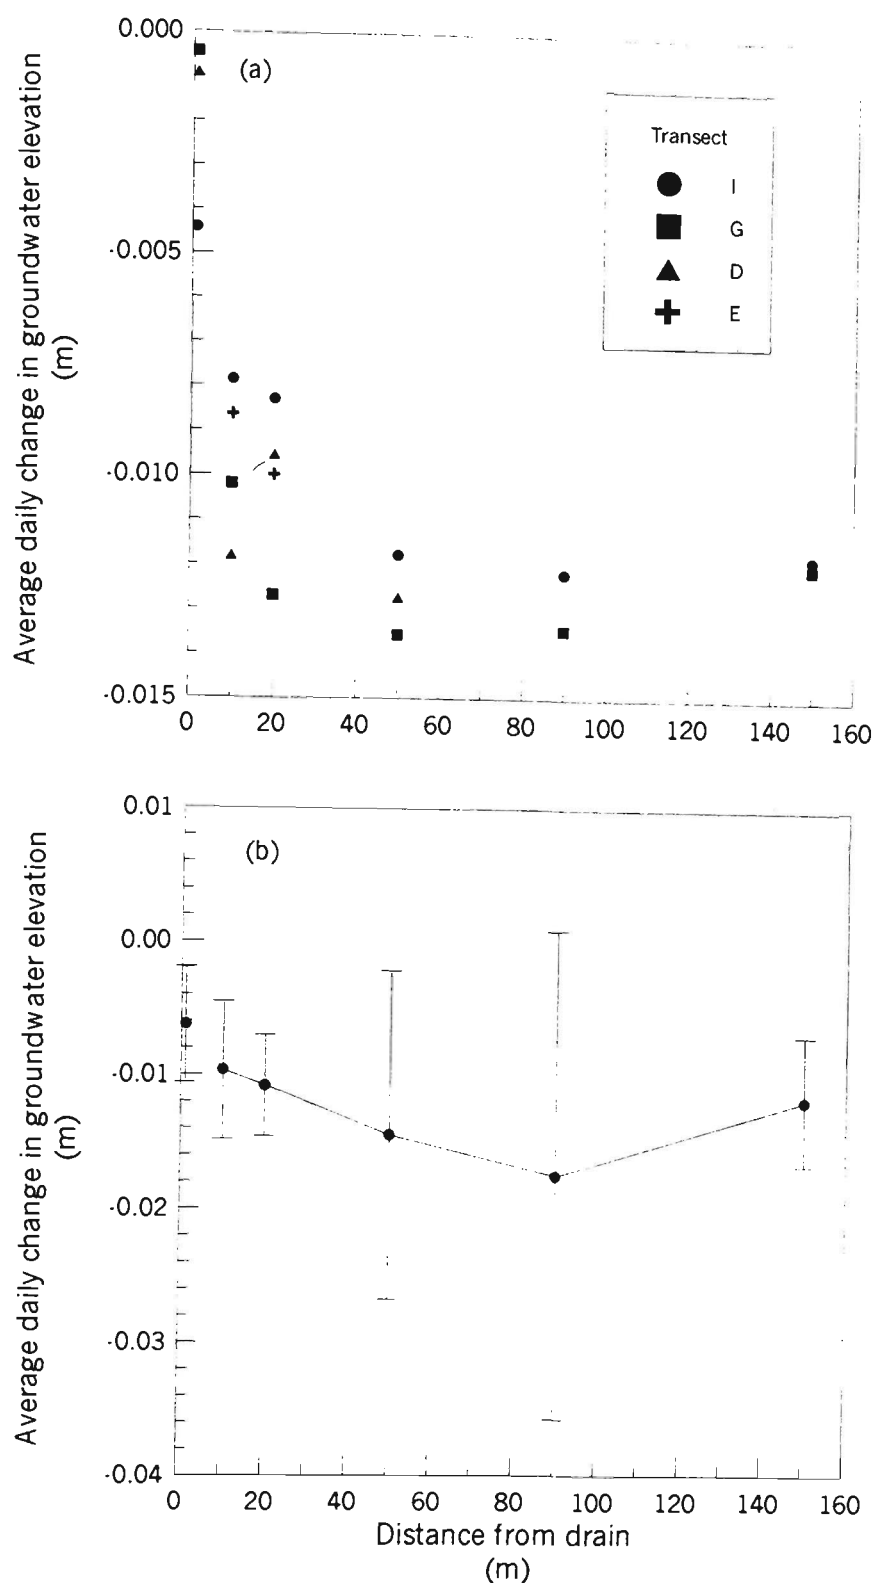 0.000
(a)
Transect
I
G
D
E
-0.005
-0.010
-0.015
0 20 40 60 80 100 120 140 160
Average daily change in groundwater elevation
(m)
0.01
(b)
0.00
-0.01
-0.02
-0.03
-0.04
0 20 40 60 80 100 120 140 160
Average daily change in groundwater elevation
(m)
Distance from drain
(m)